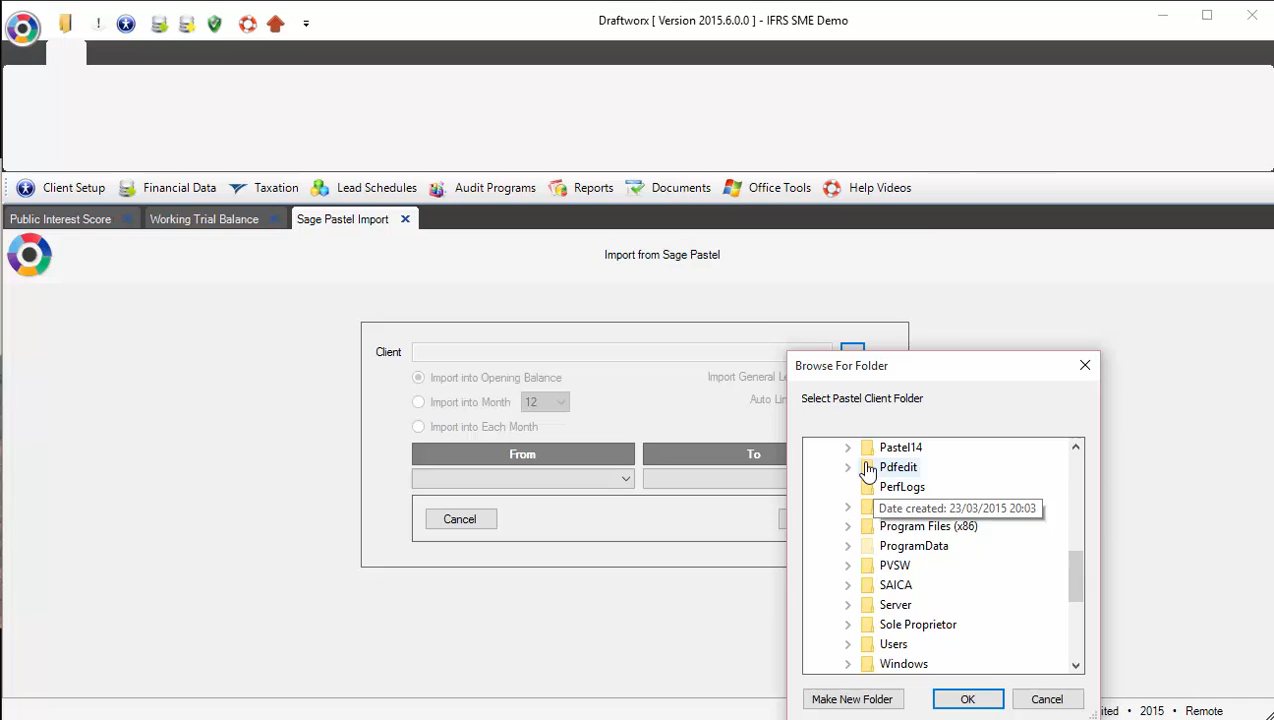 Draftworx [ Version 2015.6.0.0 ] - IFRS SME Demo
Client Setup Financial Data Taxation Lead Schedules Audit Programs Reports Documents Office Tools Help Videos
Public Interest Score Working Trial Balance Sage Pastel Import
Import from Sage Pastel
Client
Import into Opening Balance Import General
Import into Month 12 Auto
Import into Each Month
From To
Cancel
Browse For Folder
Select Pastel Client Folder
Pastel14
Pdfedit
PerfLogs
Date created: 23/03/2015 20:03
Program Files (x86)
ProgramData
PVSW
SAICA
Server
Sole Proprietor
Users
Windows
Make New Folder OK Cancel
2015 • Remote